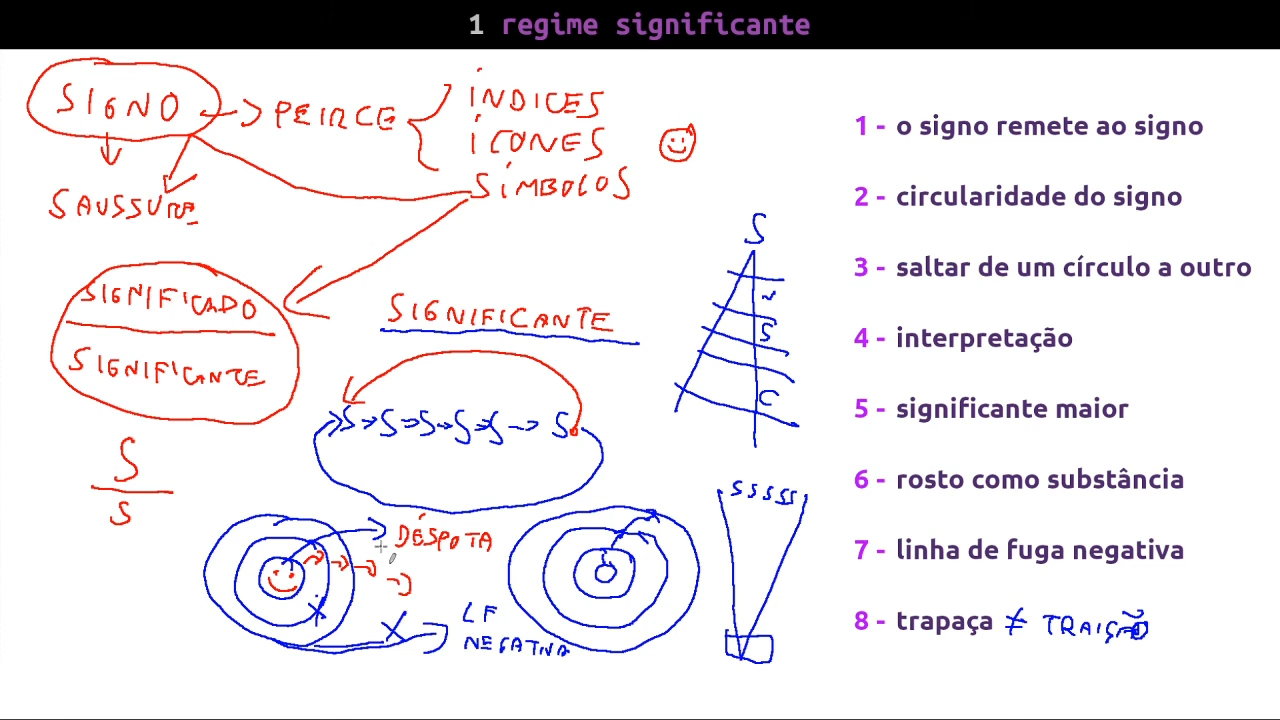 1 regime significante
SIGNO → PEIRCE
ÍNDICES
ÍCONES
SÍMBOLOS
SAUSSURE
SIGNIFICADO
SIGNIFICANTE
S
s
SIGNIFICANTE
S → S → S → S → S → S
DÉSPOTA
LF
NEGATIVA
S
S
C
S S S S S
1 - o signo remete ao signo
2 - circularidade do signo
3 - saltar de um círculo a outro
4 - interpretação
5 - significante maior
6 - rosto como substância
7 - linha de fuga negativa
8 - trapaça ≠ TRAIÇÃO